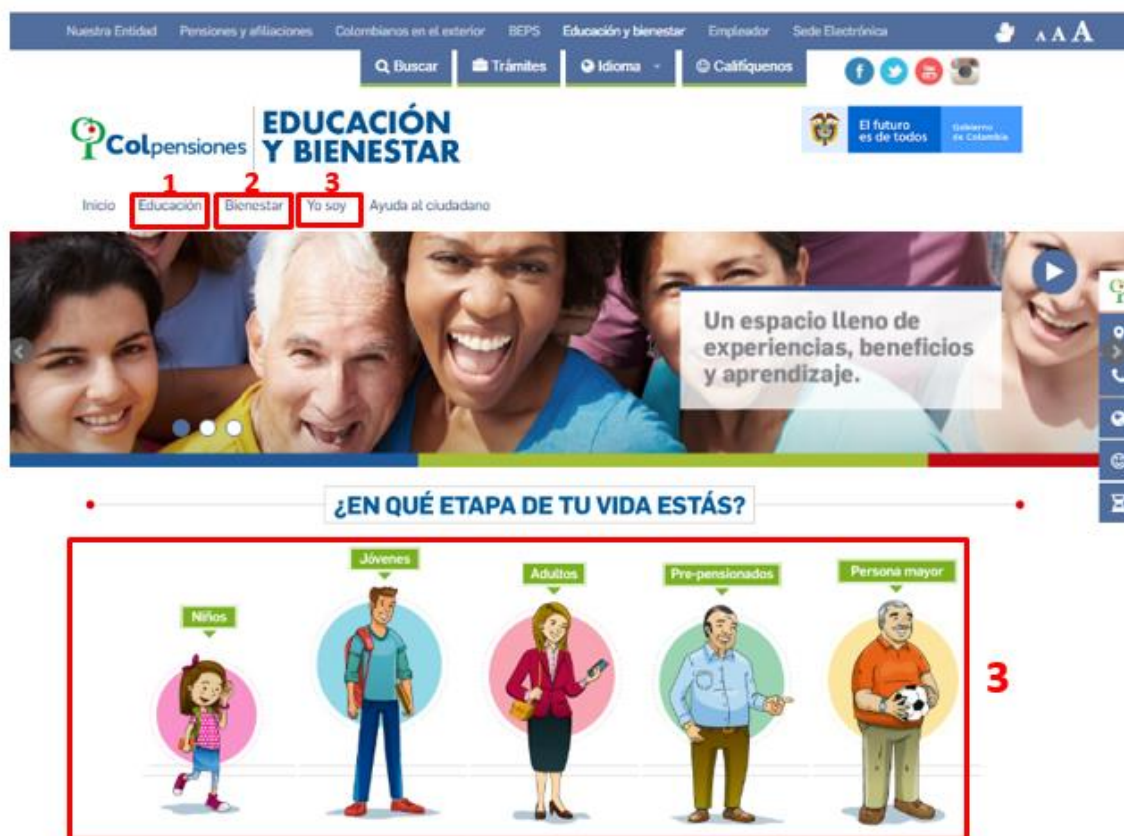 Nuestra Entidad Pensiones y afiliaciones Colombianos en el exterior BEPS Educación y bienestar Empleador Sede Electrónica A A A
Buscar Trámites Idioma Califíquenos
Colpensiones
EDUCACIÓN
Y BIENESTAR
El futuro
es de todos
Gobierno
de Colombia
1 2 3
Inicio Educación Bienestar Yo soy Ayuda al ciudadano
Un espacio lleno de
experiencias, beneficios
y aprendizaje.
¿EN QUÉ ETAPA DE TU VIDA ESTÁS?
Niños
Jóvenes
Adultos
Pre-pensionados
Persona mayor
3